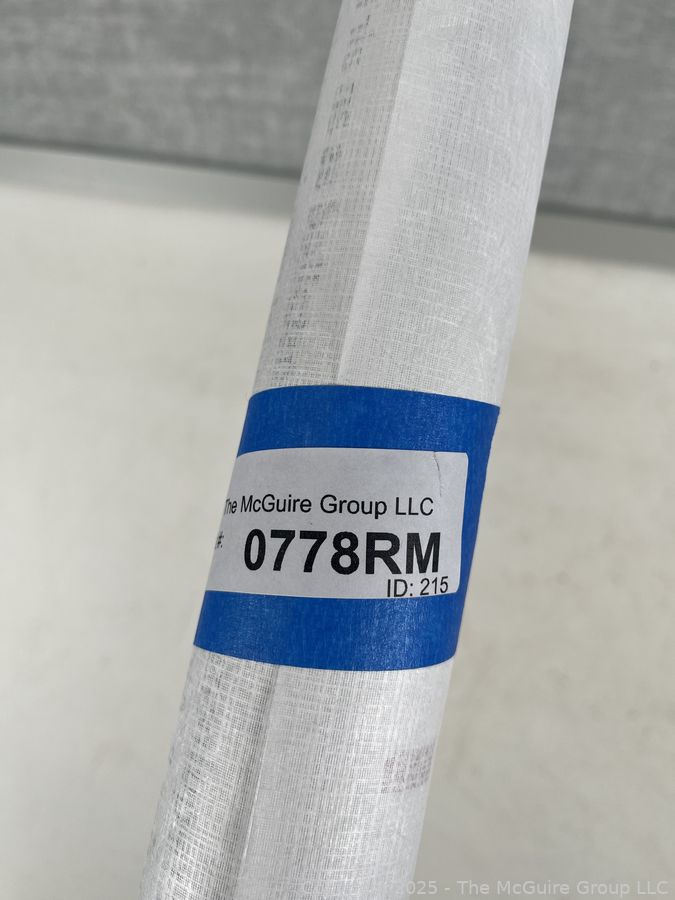 The McGuire Group LLC
#: 0778RM
ID: 215
2025 - The McGuire Group LLC